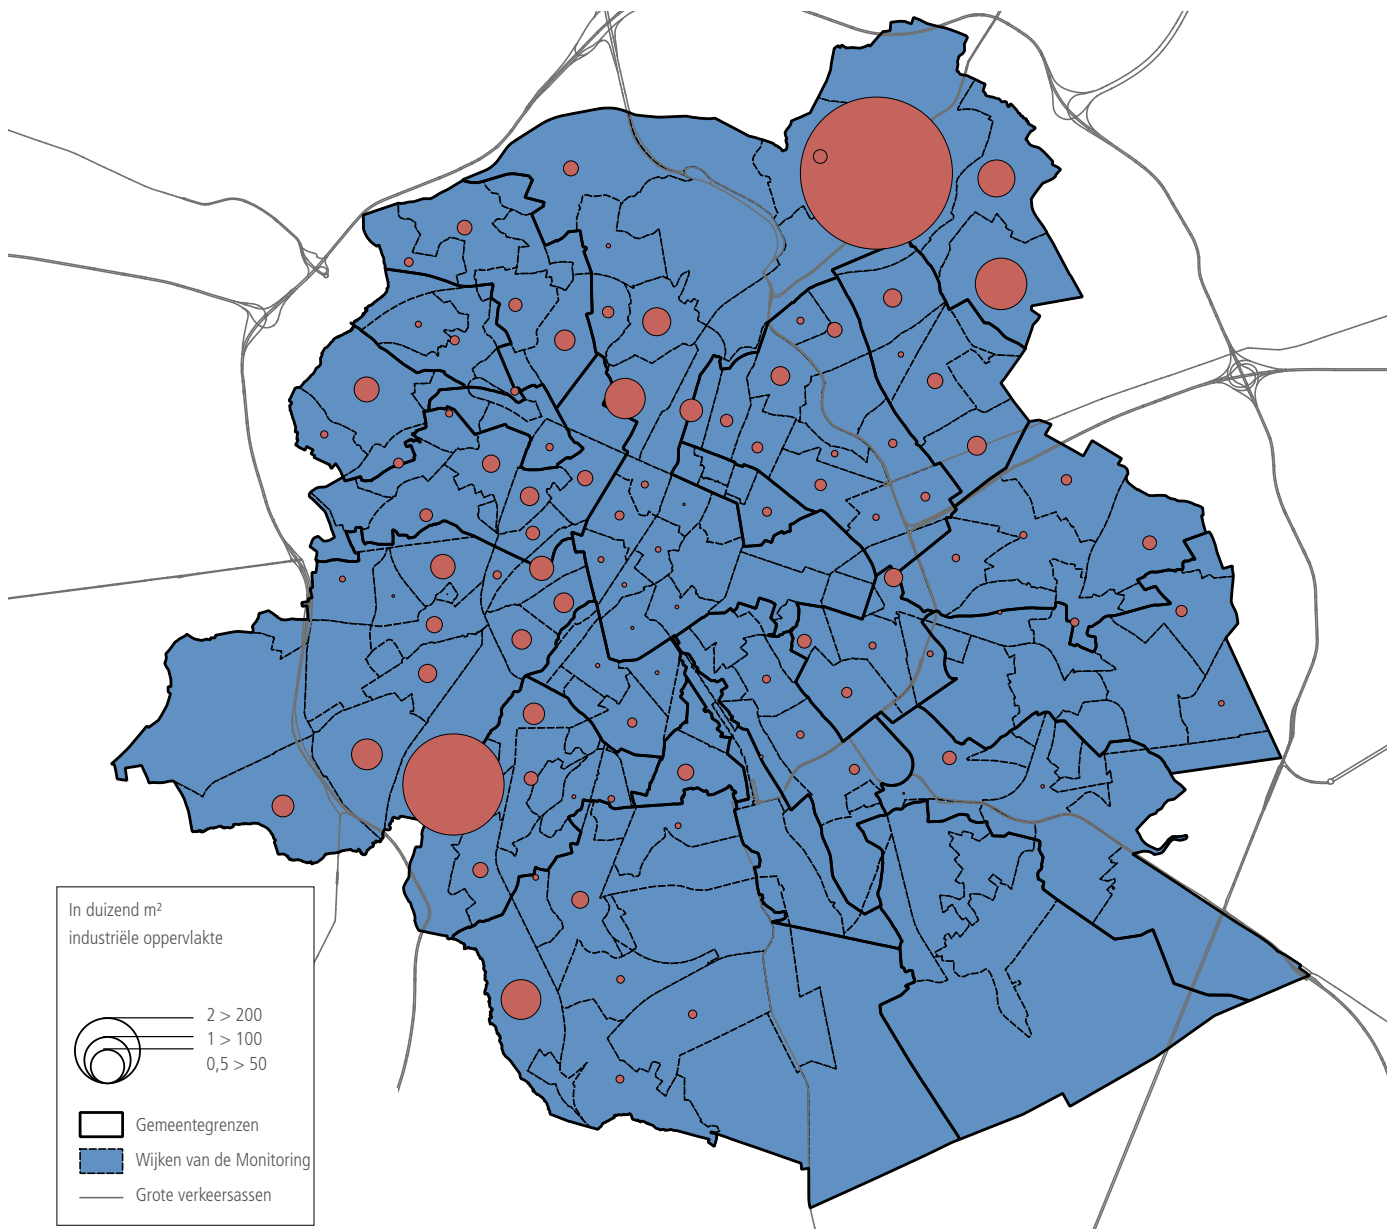 In duizend m²
industriële oppervlakte
2 > 200
1 > 100
0,5 > 50
Gemeentegrenzen
Wijken van de Monitoring
Grote verkeersassen